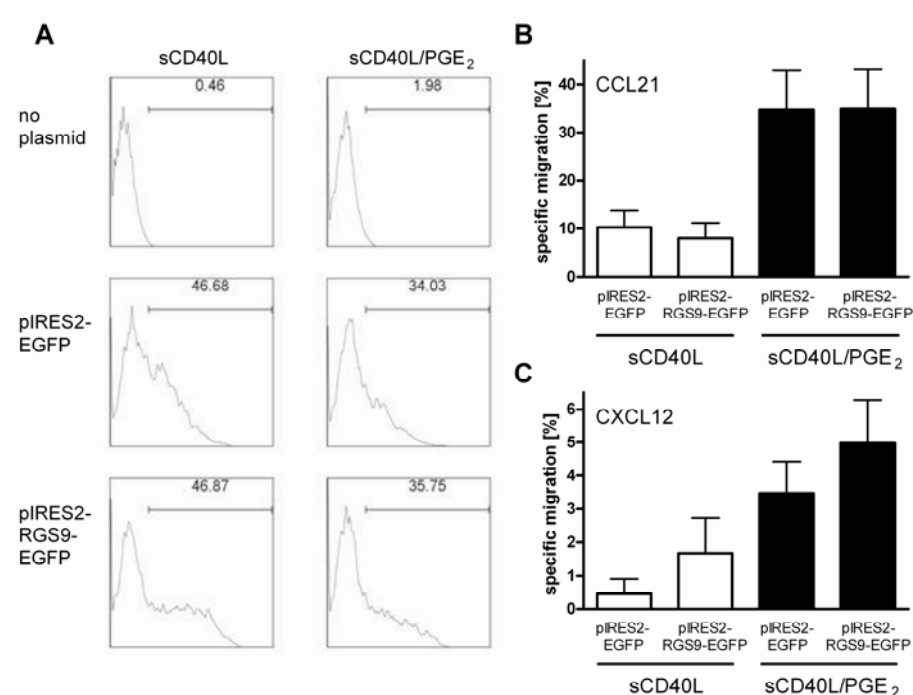 A
sCD40L
sCD40L/PGE2
no
plasmid
0.46
1.98
pIRES2-
EGFP
46.68
34.03
pIRES2-
RGS9-
EGFP
46.87
35.75
B
CCL21
specific migration [%]
40
30
20
10
0
pIRES2-
EGFP
pIRES2-
RGS9-EGFP
pIRES2-
EGFP
pIRES2-
RGS9-EGFP
sCD40L
sCD40L/PGE2
C
CXCL12
specific migration [%]
6
5
4
3
2
1
0
pIRES2-
EGFP
pIRES2-
RGS9-EGFP
pIRES2-
EGFP
pIRES2-
RGS9-EGFP
sCD40L
sCD40L/PGE2